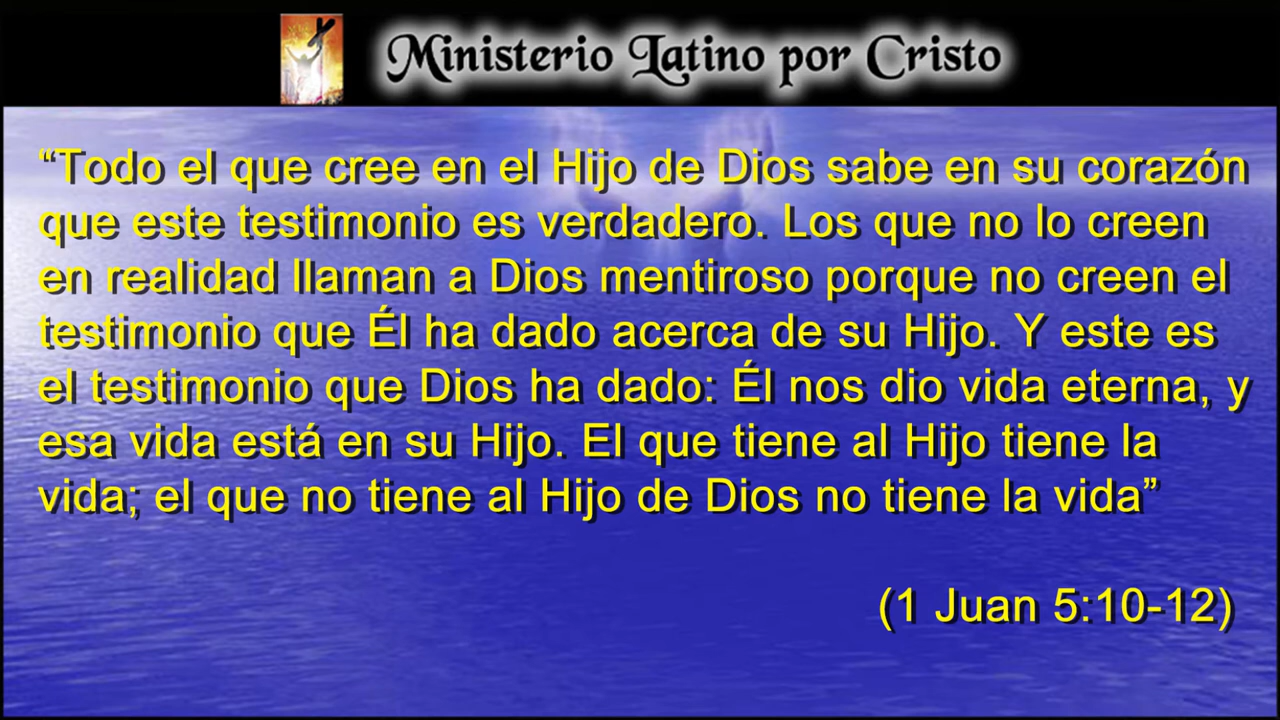 Ministerio Latino por Cristo
“Todo el que cree en el Hijo de Dios sabe en su corazón
que este testimonio es verdadero. Los que no lo creen
en realidad llaman a Dios mentiroso porque no creen el
testimonio que Él ha dado acerca de su Hijo. Y este es
el testimonio que Dios ha dado: Él nos dio vida eterna, y
esa vida está en su Hijo. El que tiene al Hijo tiene la
vida; el que no tiene al Hijo de Dios no tiene la vida”
(1 Juan 5:10-12)